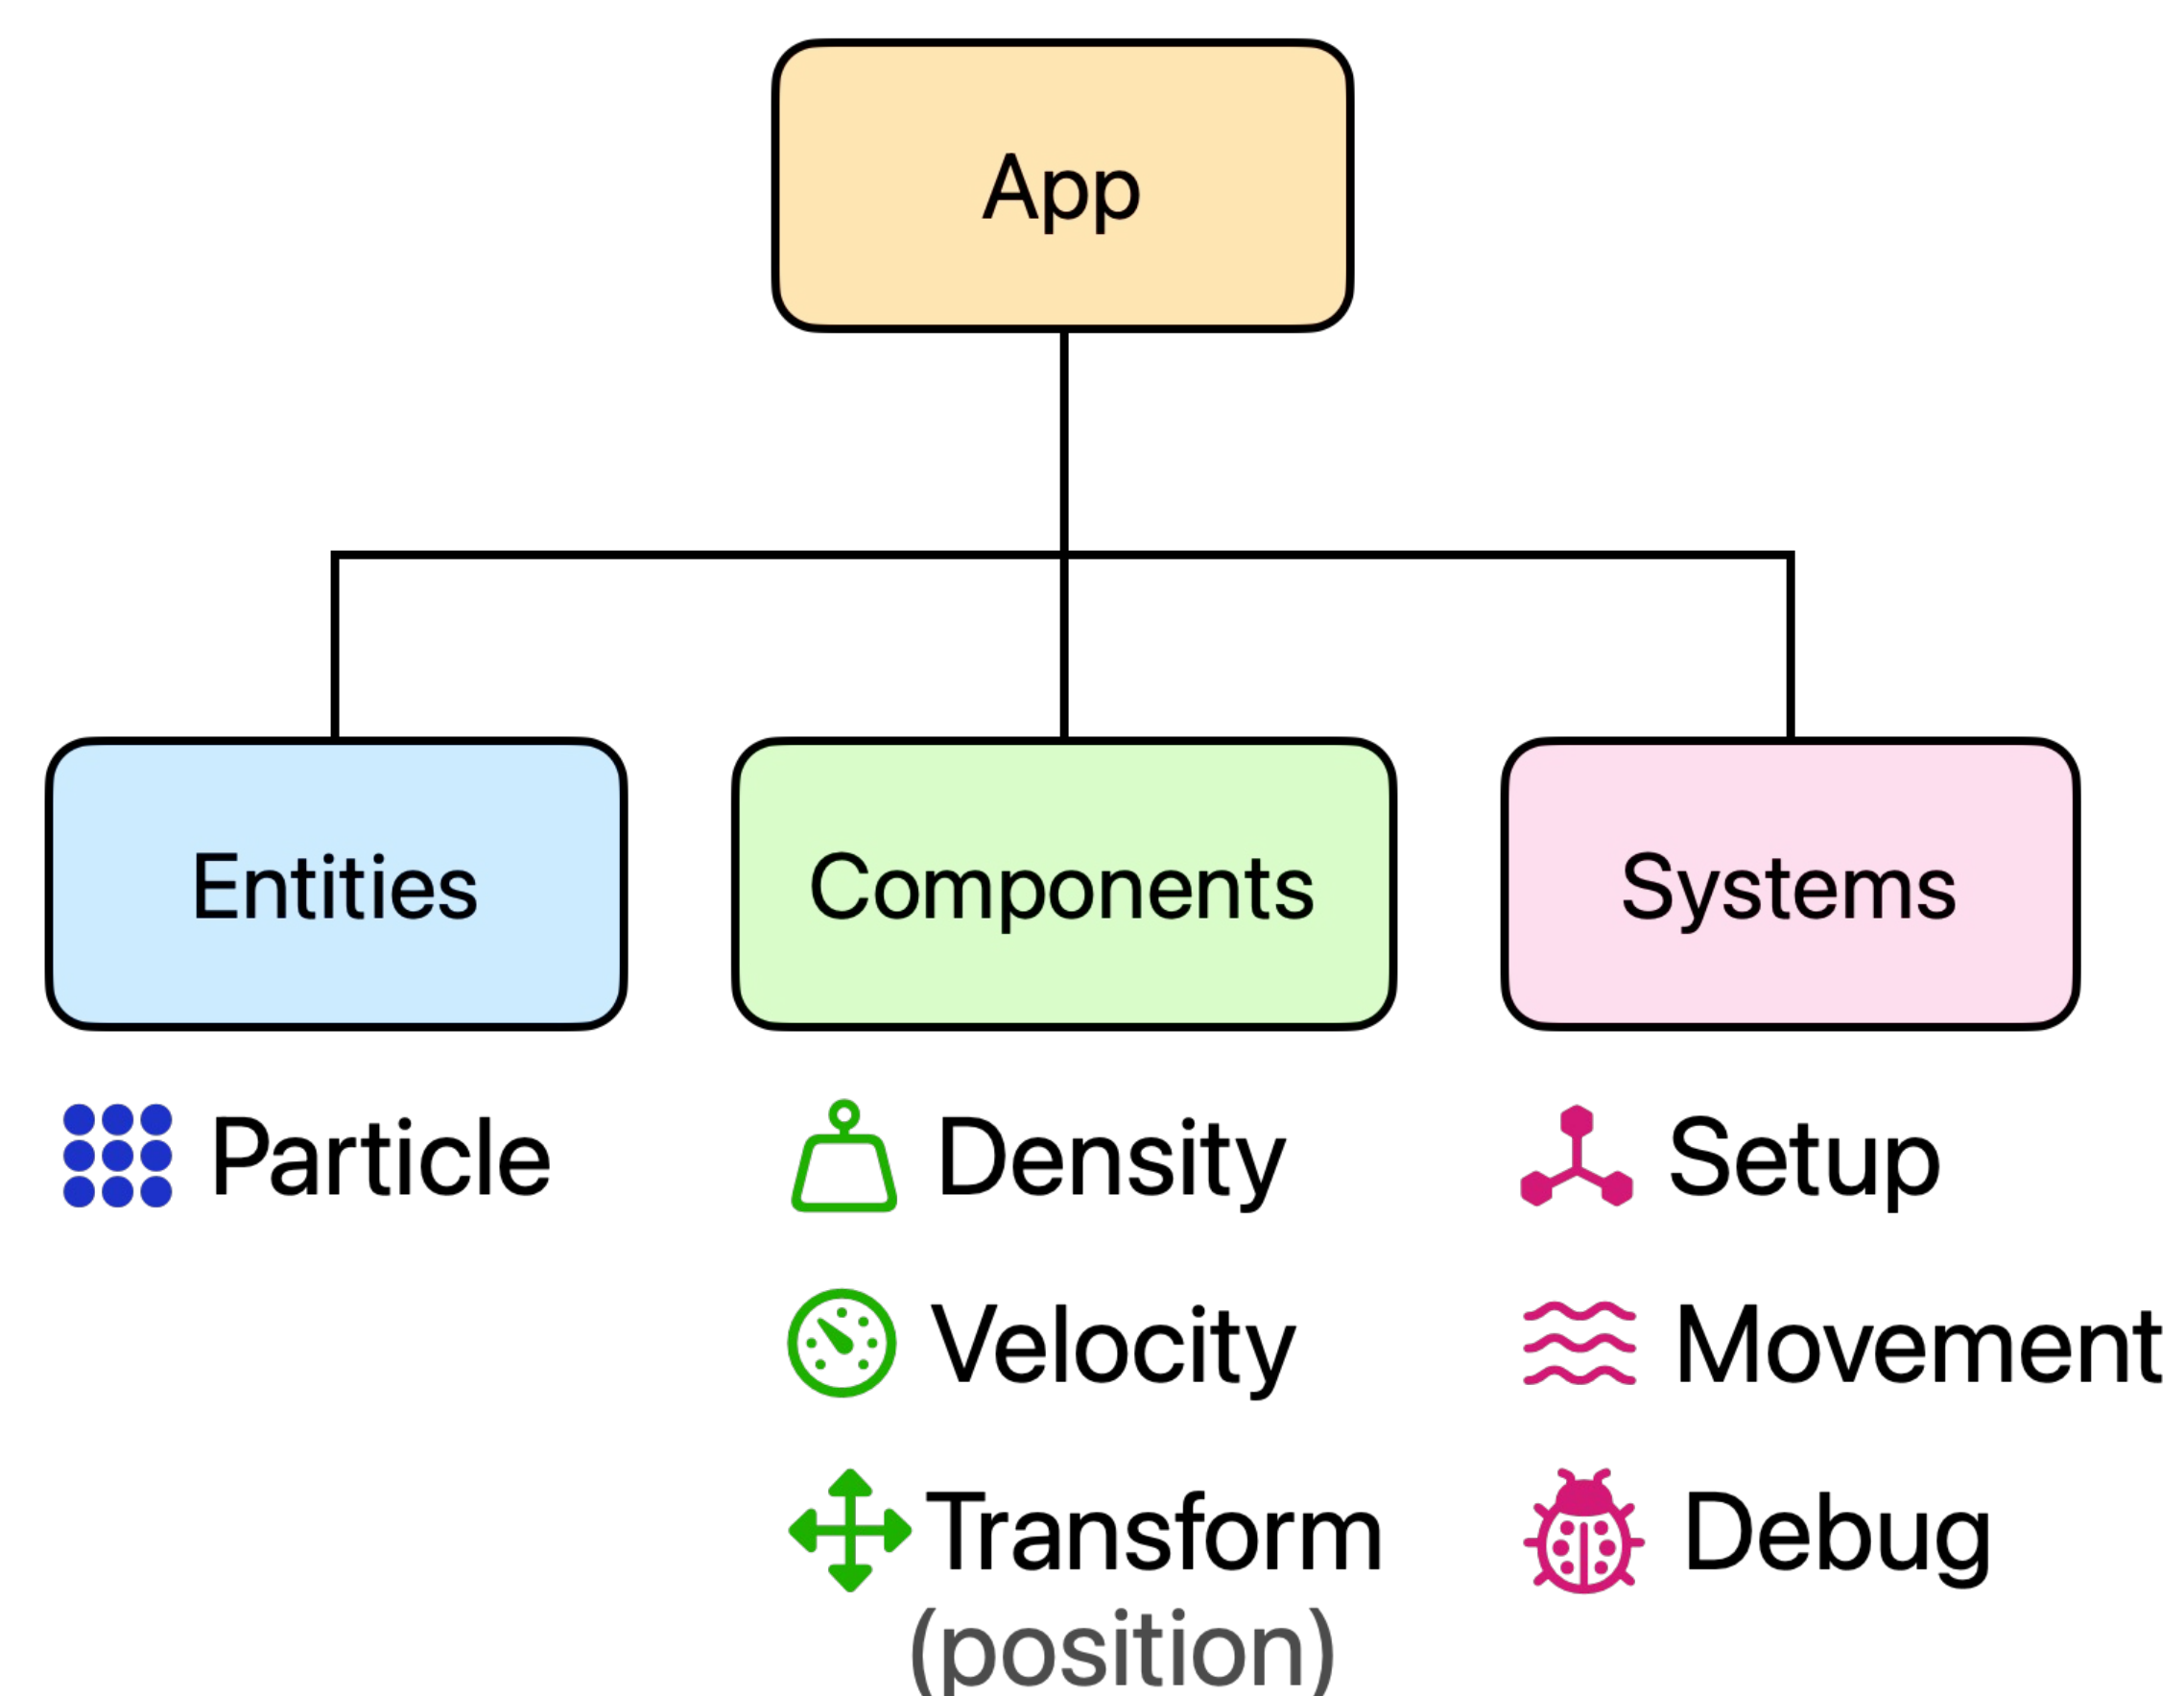 App
Entities
Components
Systems
Particle
Density
Setup
Velocity
Movement
Transform
Debug
(position)